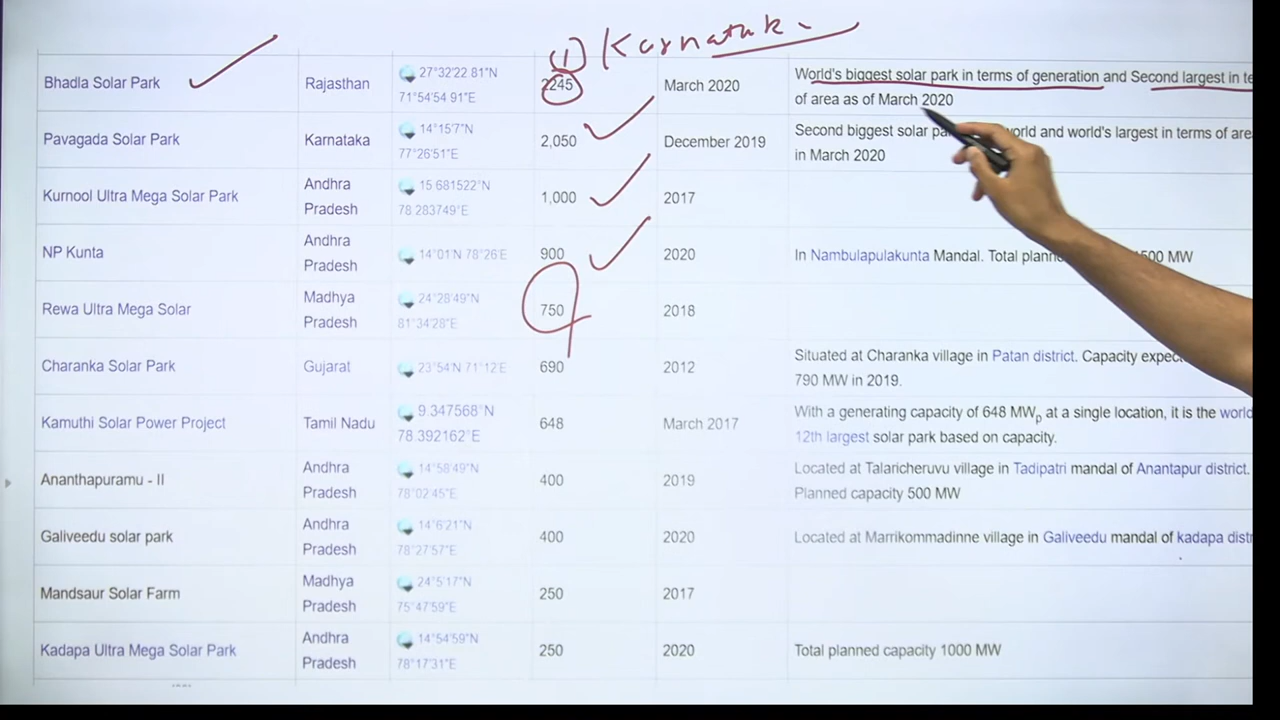 ① Karnatak
Bhadla Solar Park Rajasthan 27°32'22.81"N 2245 March 2020 World's biggest solar park in terms of generation and Second largest in te
71°54'54.91"E of area as of March 2020
Pavagada Solar Park Karnataka 14°15'7"N 2,050 December 2019 Second biggest solar pa world and world's largest in terms of are
77°26'51"E in March 2020
Kurnool Ultra Mega Solar Park Andhra 15.681522°N 1,000 2017
Pradesh 78.283749°E
NP Kunta Andhra 14°01'N 78°26'E 900 2020 In Nambulapulakunta Mandal. Total plann 500 MW
Pradesh
Rewa Ultra Mega Solar Madhya 24°28'49"N 750 2018
Pradesh 81°34'28"E
Charanka Solar Park Gujarat 23°54'N 71°12'E 690 2012 Situated at Charanka village in Patan district. Capacity expec
790 MW in 2019.
Kamuthi Solar Power Project Tamil Nadu 9.347568°N 648 March 2017 With a generating capacity of 648 MWp at a single location, it is the world
78.392162°E 12th largest solar park based on capacity.
Ananthapuramu - II Andhra 14°58'49"N 400 2019 Located at Talaricheruvu village in Tadipatri mandal of Anantapur district.
Pradesh 78°02'45"E Planned capacity 500 MW
Galiveedu solar park Andhra 14°6'21"N 400 2020 Located at Marrikommadinne village in Galiveedu mandal of kadapa distr
Pradesh 78°27'57"E
Mandsaur Solar Farm Madhya 24°5'17"N 250 2017
Pradesh 75°47'59"E
Kadapa Ultra Mega Solar Park Andhra 14°54'59"N 250 2020 Total planned capacity 1000 MW
Pradesh 78°17'31"E